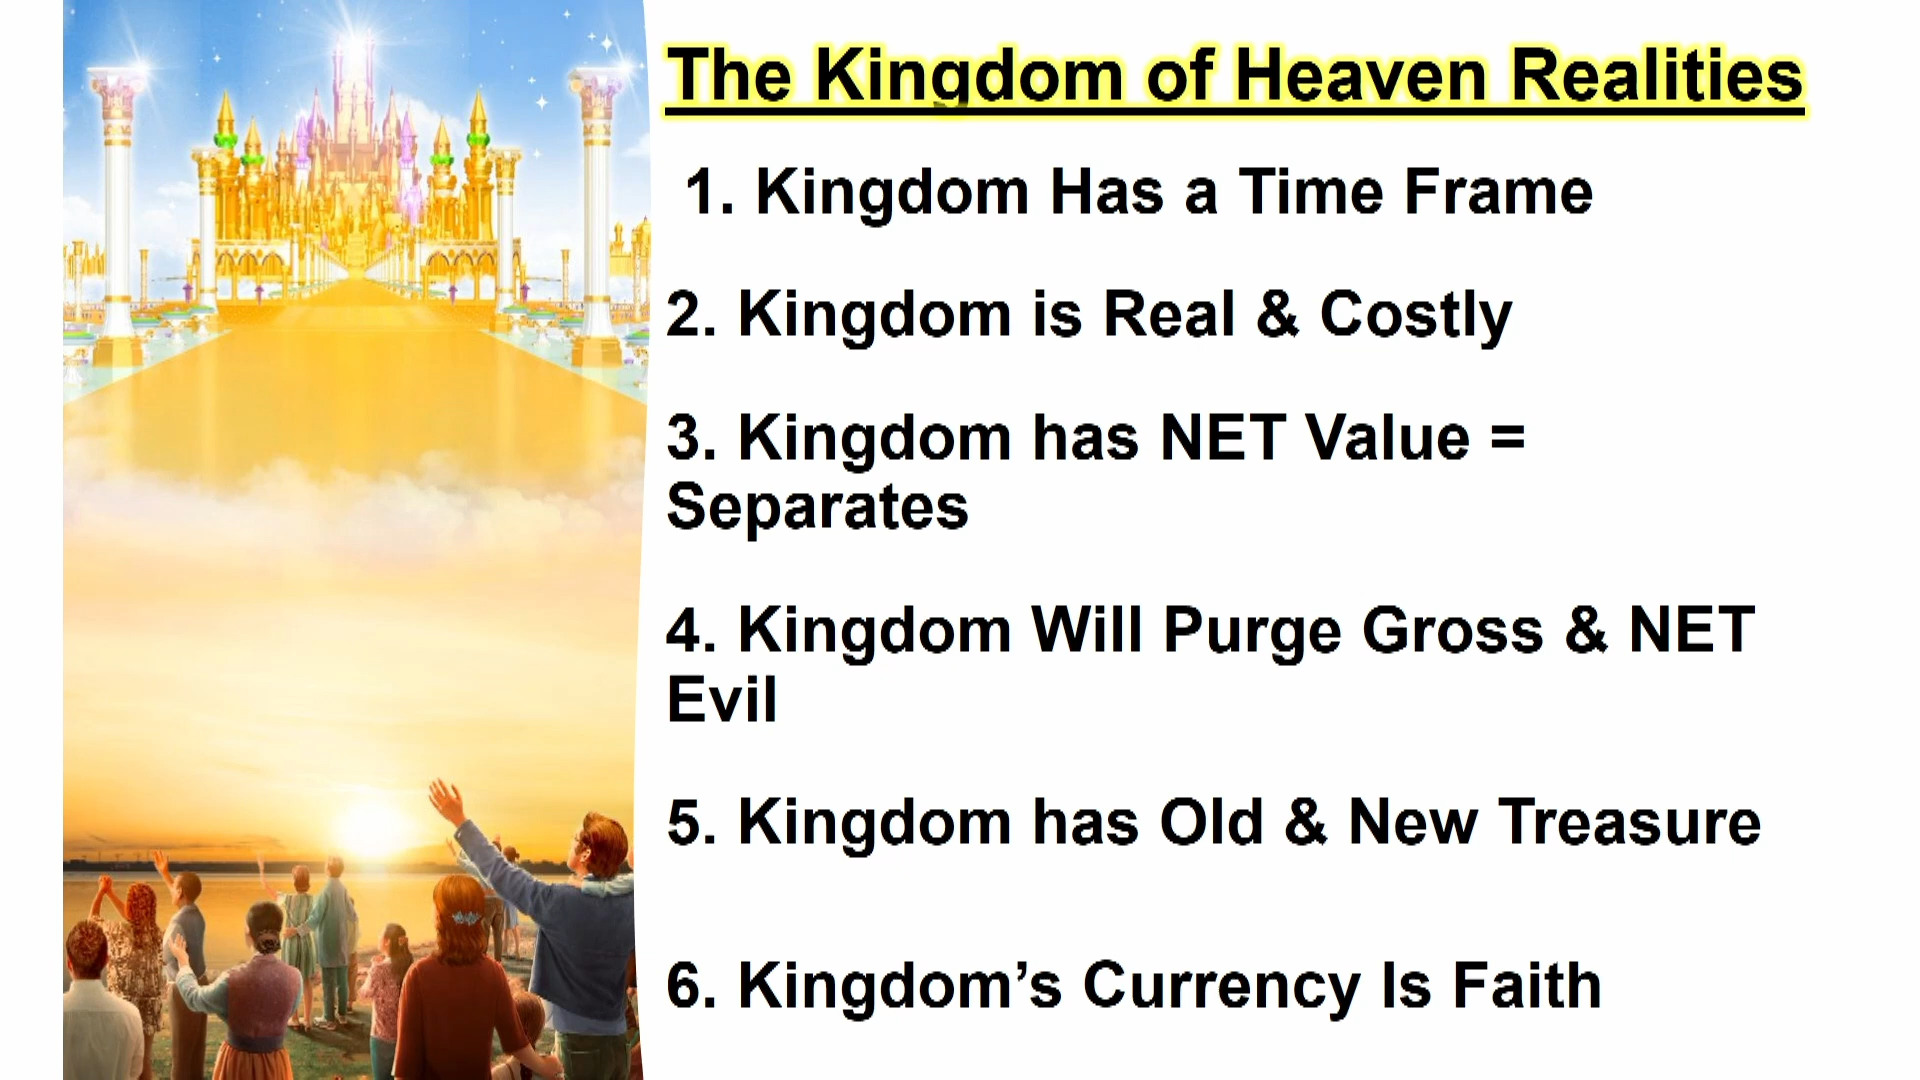 The Kingdom of Heaven Realities
1. Kingdom Has a Time Frame
2. Kingdom is Real & Costly
3. Kingdom has NET Value =
Separates
4. Kingdom Will Purge Gross & NET
Evil
5. Kingdom has Old & New Treasure
6. Kingdom’s Currency Is Faith